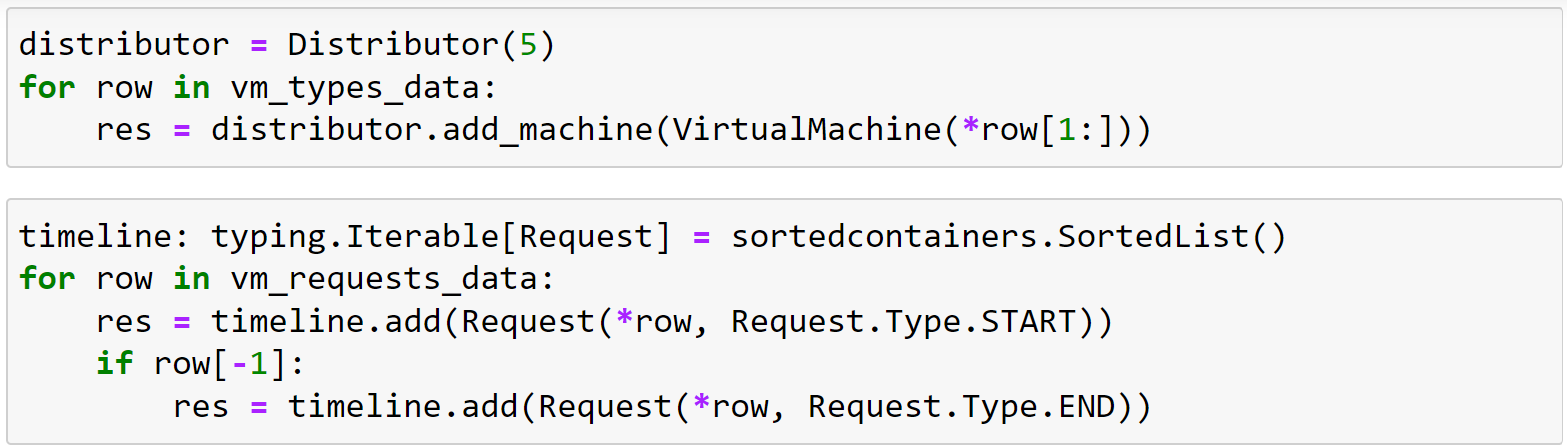 distributor = Distributor(5)
for row in vm_types_data:
    res = distributor.add_machine(VirtualMachine(*row[1:]))
timeline: typing.Iterable[Request] = sortedcontainers.SortedList()
for row in vm_requests_data:
    res = timeline.add(Request(*row, Request.Type.START))
    if row[-1]:
        res = timeline.add(Request(*row, Request.Type.END))